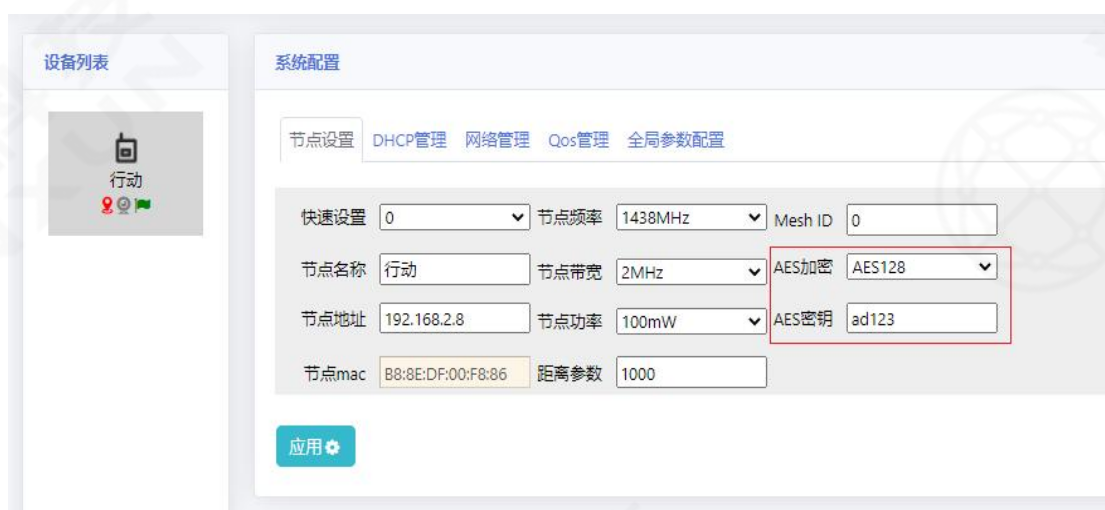 设备列表
行动
系统配置
节点设置 DHCP管理 网络管理 Qos管理 全局参数配置
快速设置 0 节点频率 1438MHz Mesh ID 0
节点名称 行动 节点带宽 2MHz AES加密 AES128
节点地址 192.168.2.8 节点功率 100mW AES密钥 ad123
节点mac B8:8E:DF:00:F8:86 距离参数 1000
应用